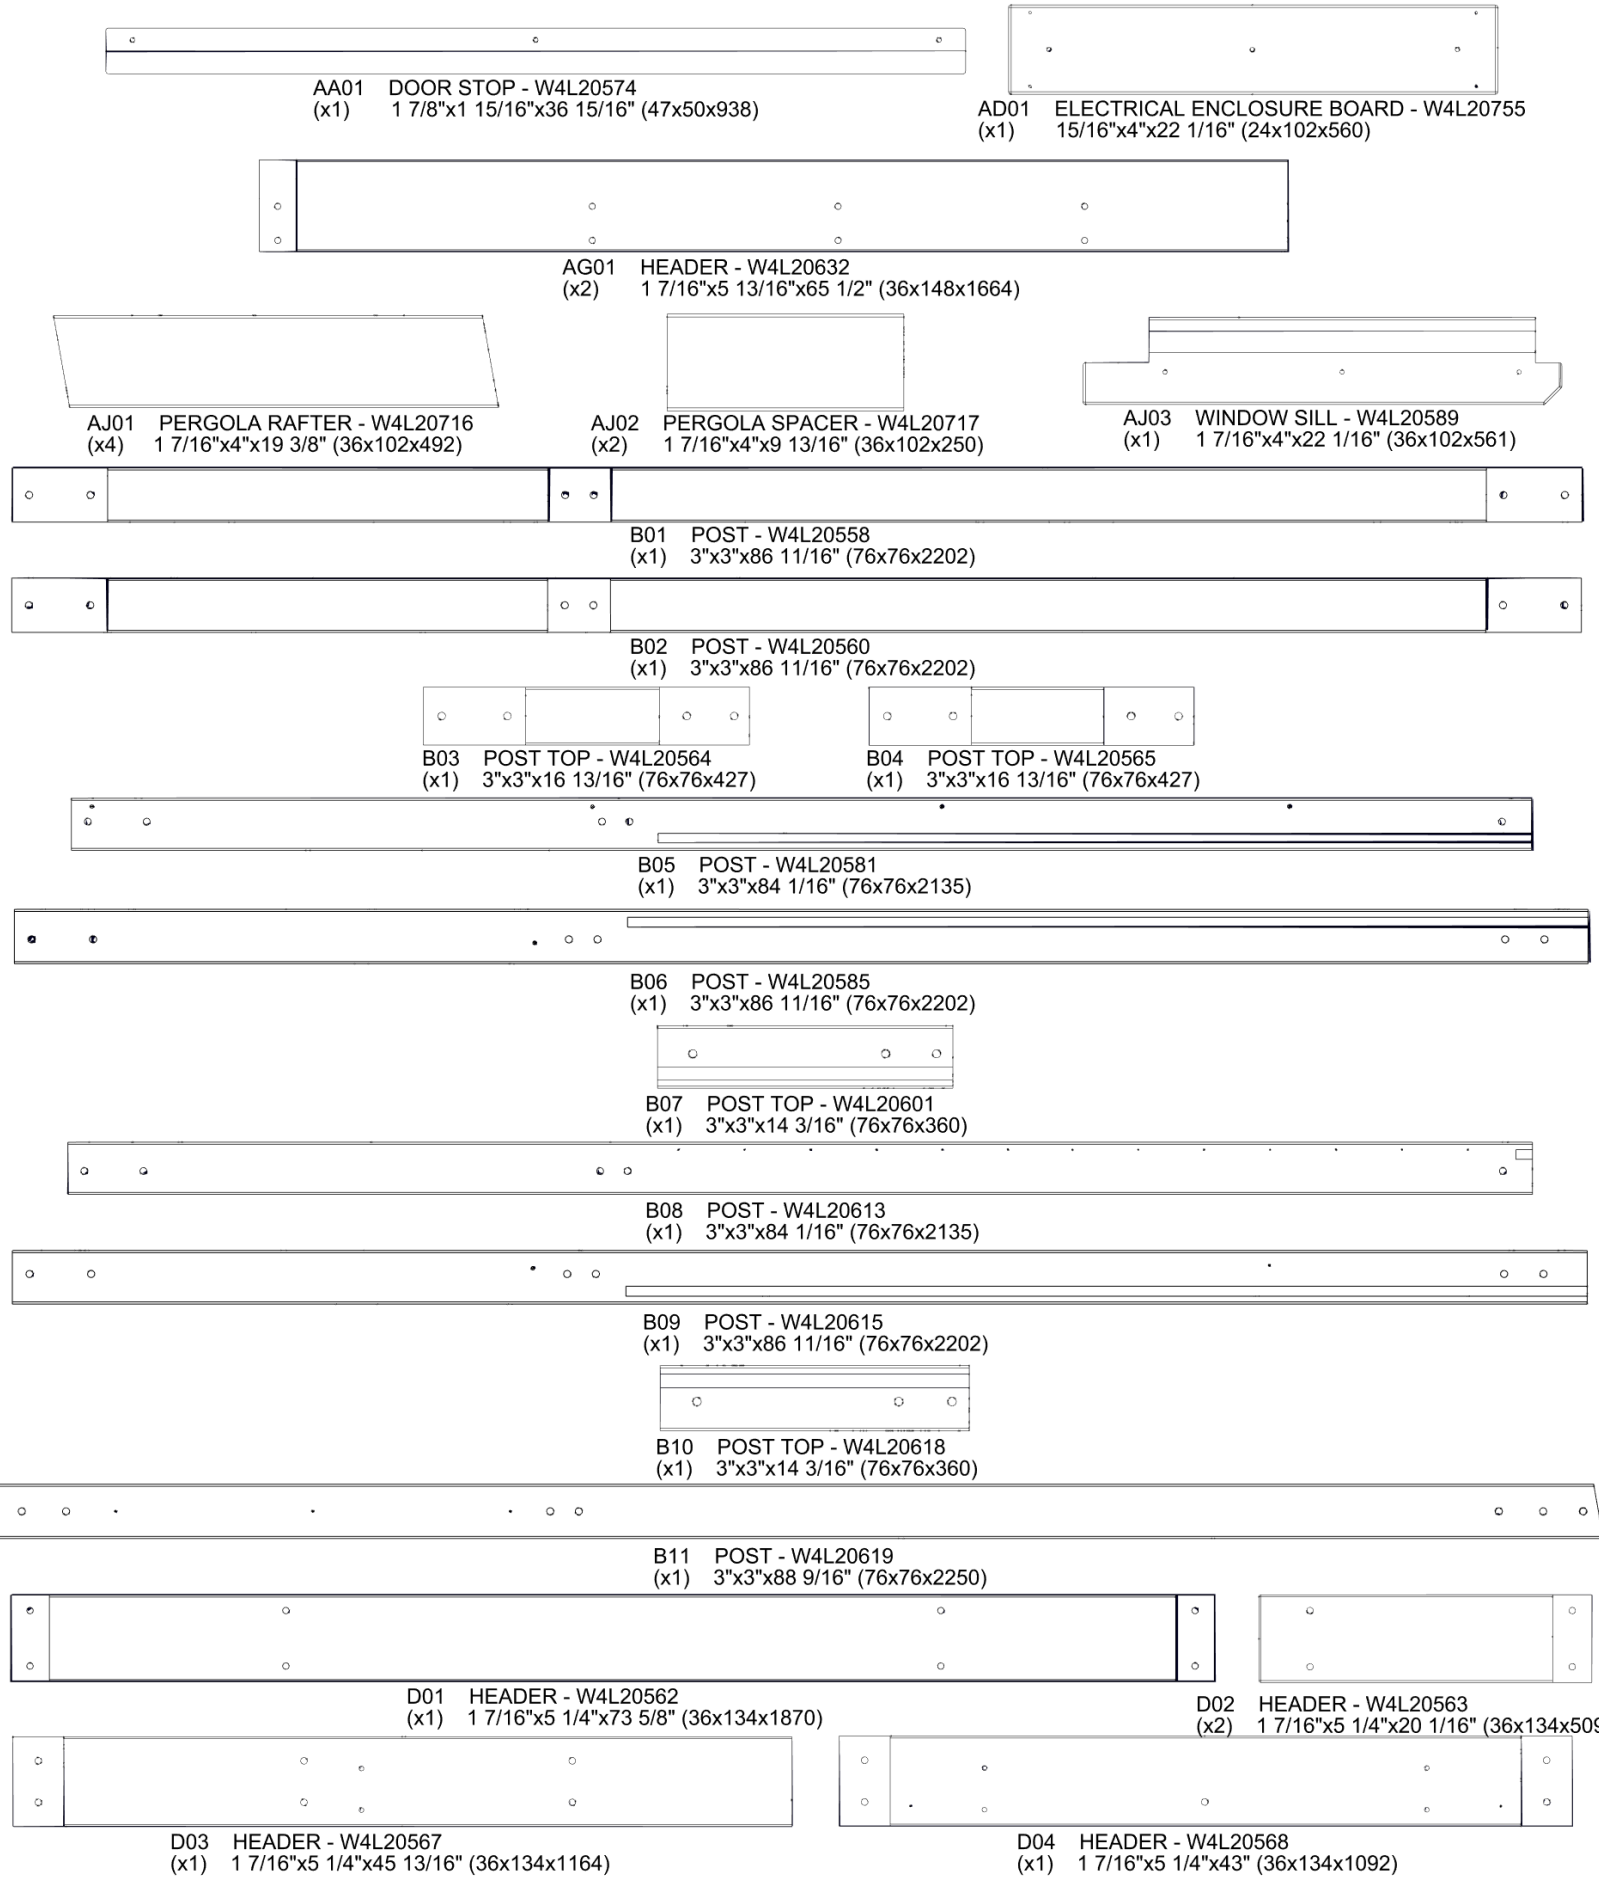 AA01 DOOR STOP - W4L20574
(x1) 1 7/8"x1 15/16"x36 15/16" (47x50x938)
AD01 ELECTRICAL ENCLOSURE BOARD - W4L20755
(x1) 15/16"x4"x22 1/16" (24x102x560)
AG01 HEADER - W4L20632
(x2) 1 7/16"x5 13/16"x65 1/2" (36x148x1664)
AJ01 PERGOLA RAFTER - W4L20716
(x4) 1 7/16"x4"x19 3/8" (36x102x492)
AJ02 PERGOLA SPACER - W4L20717
(x2) 1 7/16"x4"x9 13/16" (36x102x250)
AJ03 WINDOW SILL - W4L20589
(x1) 1 7/16"x4"x22 1/16" (36x102x561)
B01 POST - W4L20558
(x1) 3"x3"x86 11/16" (76x76x2202)
B02 POST - W4L20560
(x1) 3"x3"x86 11/16" (76x76x2202)
B03 POST TOP - W4L20564
(x1) 3"x3"x16 13/16" (76x76x427)
B04 POST TOP - W4L20565
(x1) 3"x3"x16 13/16" (76x76x427)
B05 POST - W4L20581
(x1) 3"x3"x84 1/16" (76x76x2135)
B06 POST - W4L20585
(x1) 3"x3"x86 11/16" (76x76x2202)
B07 POST TOP - W4L20601
(x1) 3"x3"x14 3/16" (76x76x360)
B08 POST - W4L20613
(x1) 3"x3"x84 1/16" (76x76x2135)
B09 POST - W4L20615
(x1) 3"x3"x86 11/16" (76x76x2202)
B10 POST TOP - W4L20618
(x1) 3"x3"x14 3/16" (76x76x360)
B11 POST - W4L20619
(x1) 3"x3"x88 9/16" (76x76x2250)
D01 HEADER - W4L20562
(x1) 1 7/16"x5 1/4"x73 5/8" (36x134x1870)
D02 HEADER - W4L20563
(x2) 1 7/16"x5 1/4"x20 1/16" (36x134x509
D03 HEADER - W4L20567
(x1) 1 7/16"x5 1/4"x45 13/16" (36x134x1164)
D04 HEADER - W4L20568
(x1) 1 7/16"x5 1/4"x43" (36x134x1092)